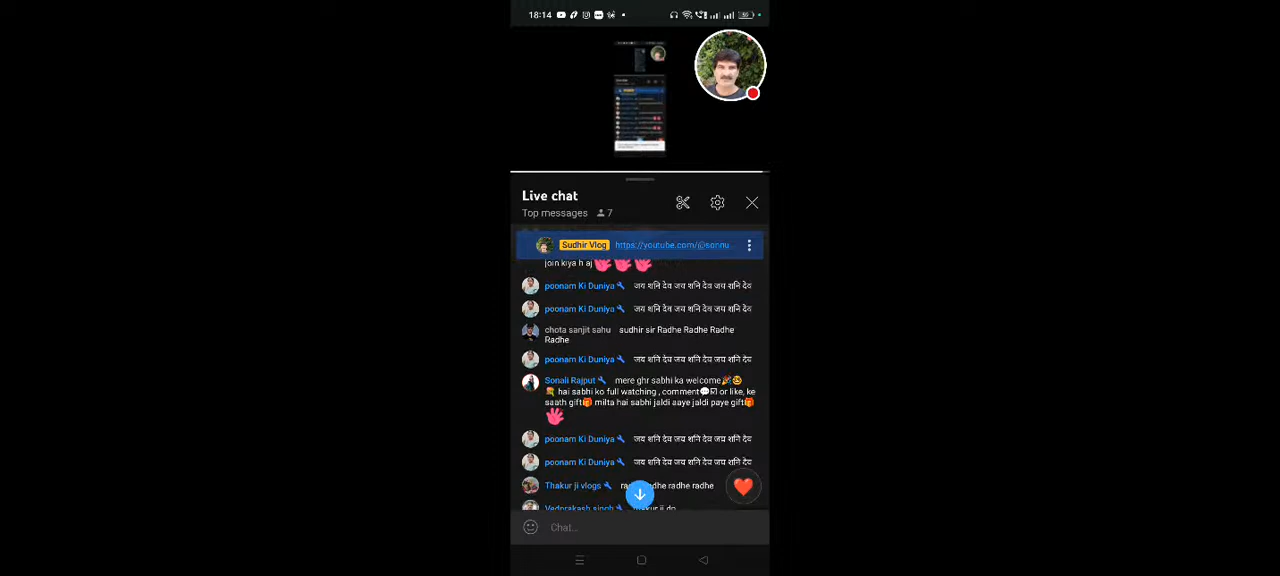 18:14
Live chat
Top messages 7
Sudhir Vlog https://youtube.com/@sonnu
join kiya h aj
poonam Ki Duniya जय शनि देव जय शनि देव जय शनि देव
poonam Ki Duniya जय शनि देव जय शनि देव जय शनि देव
chota sanjit sahu sudhir sir Radhe Radhe Radhe
Radhe
poonam Ki Duniya जय शनि देव जय शनि देव जय शनि देव
Sonali Rajput mere ghr sabhi ka welcome🎉🤓
💐 hai sabhi ko full watching , comment💬☑ or like, ke
saath gift🎁 milta hai sabhi jaldi aaye jaldi paye gift🎁
poonam Ki Duniya जय शनि देव जय शनि देव जय शनि देव
poonam Ki Duniya जय शनि देव जय शनि देव जय शनि देव
Thakur ji vlogs radhe radhe radhe
Vedprakash singh
Chat...